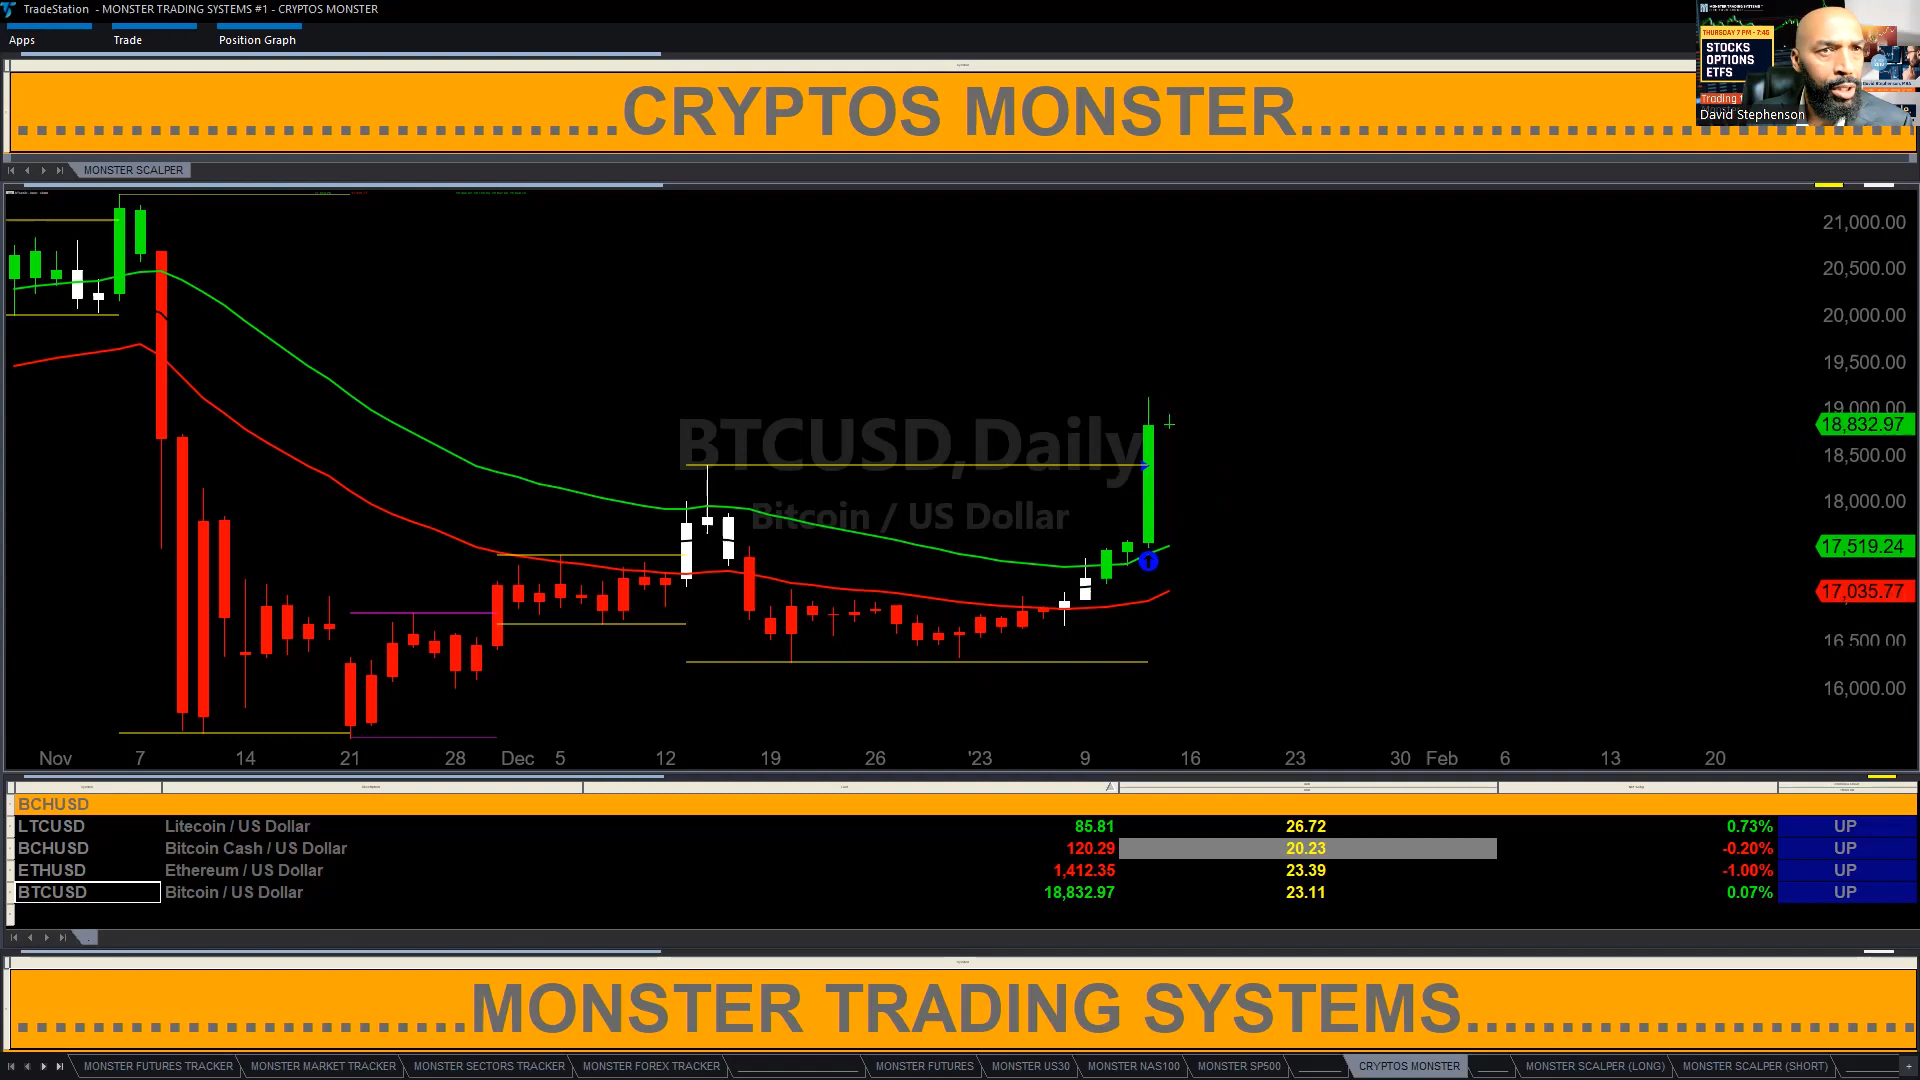 TradeStation - MONSTER TRADING SYSTEMS #1 - CRYPTOS MONSTER
Apps Trade Position Graph
THURSDAY 7 PM - 7:45
STOCKS
OPTIONS
ETFS
David Stephenson
.............................CRYPTOS MONSTER.............................
MONSTER SCALPER
BTCUSD,Daily
Bitcoin / US Dollar
21,000.00
20,500.00
20,000.00
19,500.00
19,000.00
18,832.97
18,500.00
18,000.00
17,519.24
17,035.77
16,500.00
16,000.00
Nov 7 14 21 28 Dec 5 12 19 26 '23 9 16 23 30 Feb 6 13 20
BCHUSD
LTCUSD Litecoin / US Dollar 85.81 26.72 0.73% UP
BCHUSD Bitcoin Cash / US Dollar 120.29 20.23 -0.20% UP
ETHUSD Ethereum / US Dollar 1,412.35 23.39 -1.00% UP
BTCUSD Bitcoin / US Dollar 18,832.97 23.11 0.07% UP
......................MONSTER TRADING SYSTEMS......................
MONSTER FUTURES TRACKER MONSTER MARKET TRACKER MONSTER SECTORS TRACKER MONSTER FOREX TRACKER MONSTER FUTURES MONSTER US30 MONSTER NAS100 MONSTER SP500 CRYPTOS MONSTER MONSTER SCALPER (LONG) MONSTER SCALPER (SHORT)